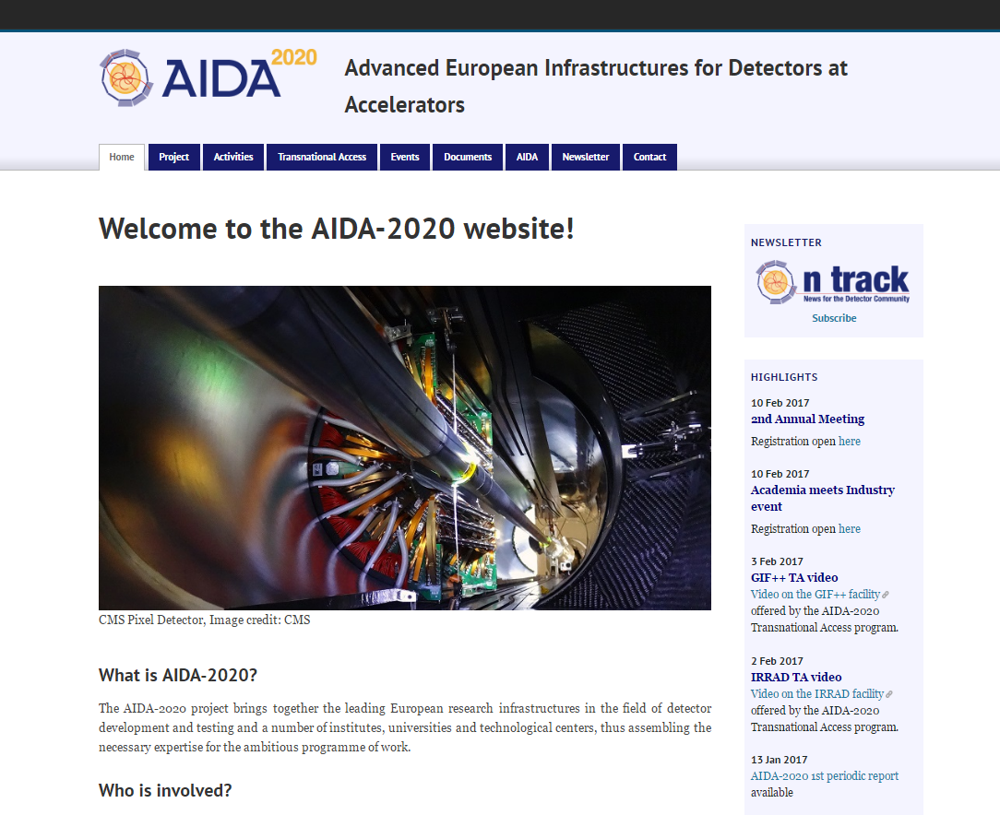 AIDA 2020
Advanced European Infrastructures for Detectors at
Accelerators
Home
Project
Activities
Transnational Access
Events
Documents
AIDA
Newsletter
Contact
Welcome to the AIDA-2020 website!
CMS Pixel Detector, Image credit: CMS
What is AIDA-2020?
The AIDA-2020 project brings together the leading European research infrastructures in the field of detector
development and testing and a number of institutes, universities and technological centers, thus assembling the
necessary expertise for the ambitious programme of work.
Who is involved?
NEWSLETTER
n track
News for the Detector Community
Subscribe
HIGHLIGHTS
10 Feb 2017
2nd Annual Meeting
Registration open here
10 Feb 2017
Academia meets Industry
event
Registration open here
3 Feb 2017
GIF++ TA video
Video on the GIF++ facility
offered by the AIDA-2020
Transnational Access program.
2 Feb 2017
IRRAD TA video
Video on the IRRAD facility
offered by the AIDA-2020
Transnational Access program.
13 Jan 2017
AIDA-2020 1st periodic report
available